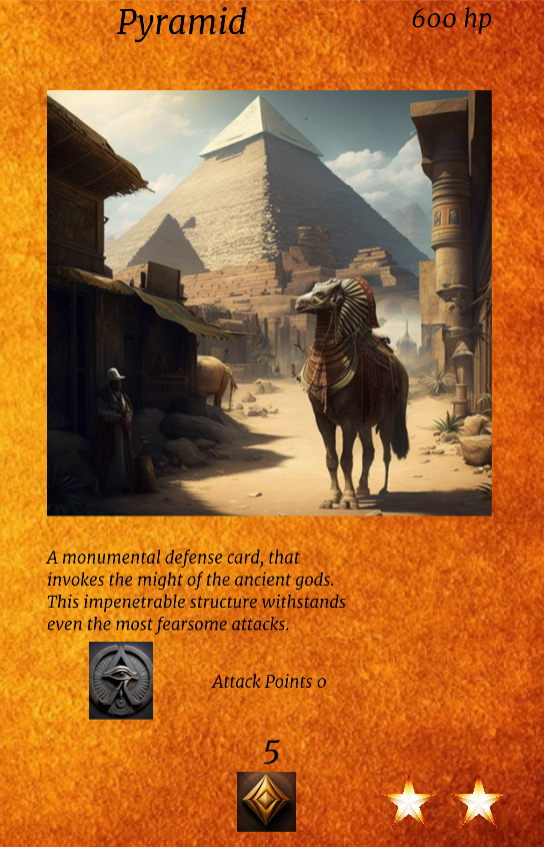 Pyramid
600 hp
A monumental defense card, that
invokes the might of the ancient gods.
This impenetrable structure withstands
even the most fearsome attacks.
Attack Points 0
5